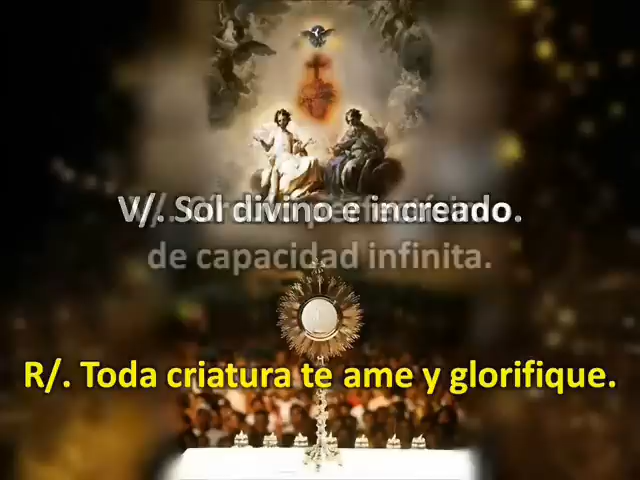 V/. Sol divino e increado.
de capacidad infinita.
R/. Toda criatura te ame y glorifique.